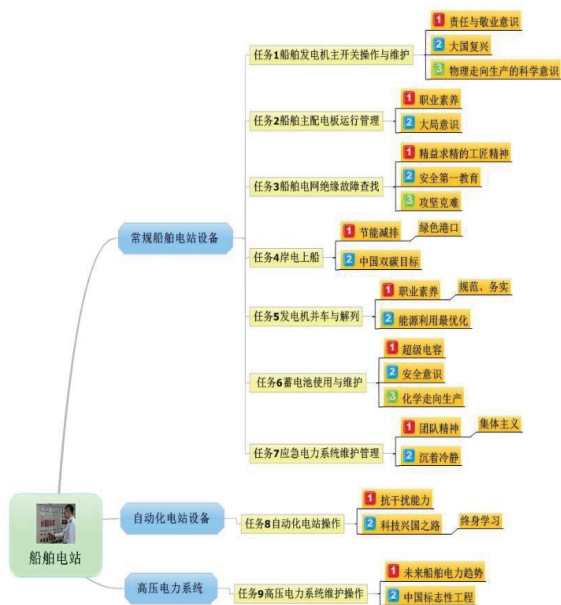 任务1船舶发电机主开关操作与维护
1 责任与敬业意识
2 大国复兴
3 物理走向生产的科学意识
任务2船舶主配电板运行管理
1 职业素养
2 大局意识
任务3船舶电网绝缘故障查找
1 精益求精的工匠精神
2 安全第一教育
3 攻坚克难
常规船舶电站设备
任务4岸电上船
1 节能减排
绿色港口
2 中国双碳目标
任务5发电机并车与解列
1 职业素养
规范、务实
2 能源利用最优化
任务6蓄电池使用与维护
1 超级电容
2 安全意识
3 化学走向生产
任务7应急电力系统维护管理
1 团队精神
集体主义
2 沉着冷静
船舶电站
自动化电站设备
任务8自动化电站操作
1 抗干扰能力
2 科技兴国之路
终身学习
高压电力系统
任务9高压电力系统维护操作
1 未来船舶电力趋势
2 中国标志性工程